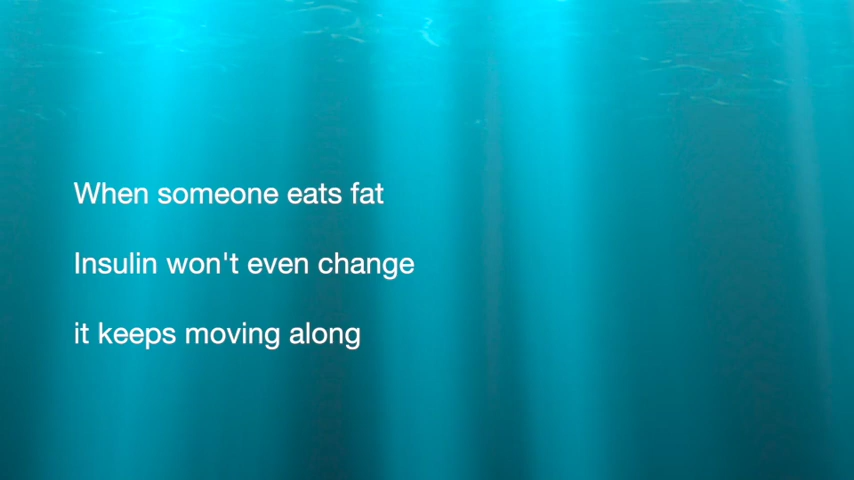 When someone eats fat
Insulin won't even change
it keeps moving along